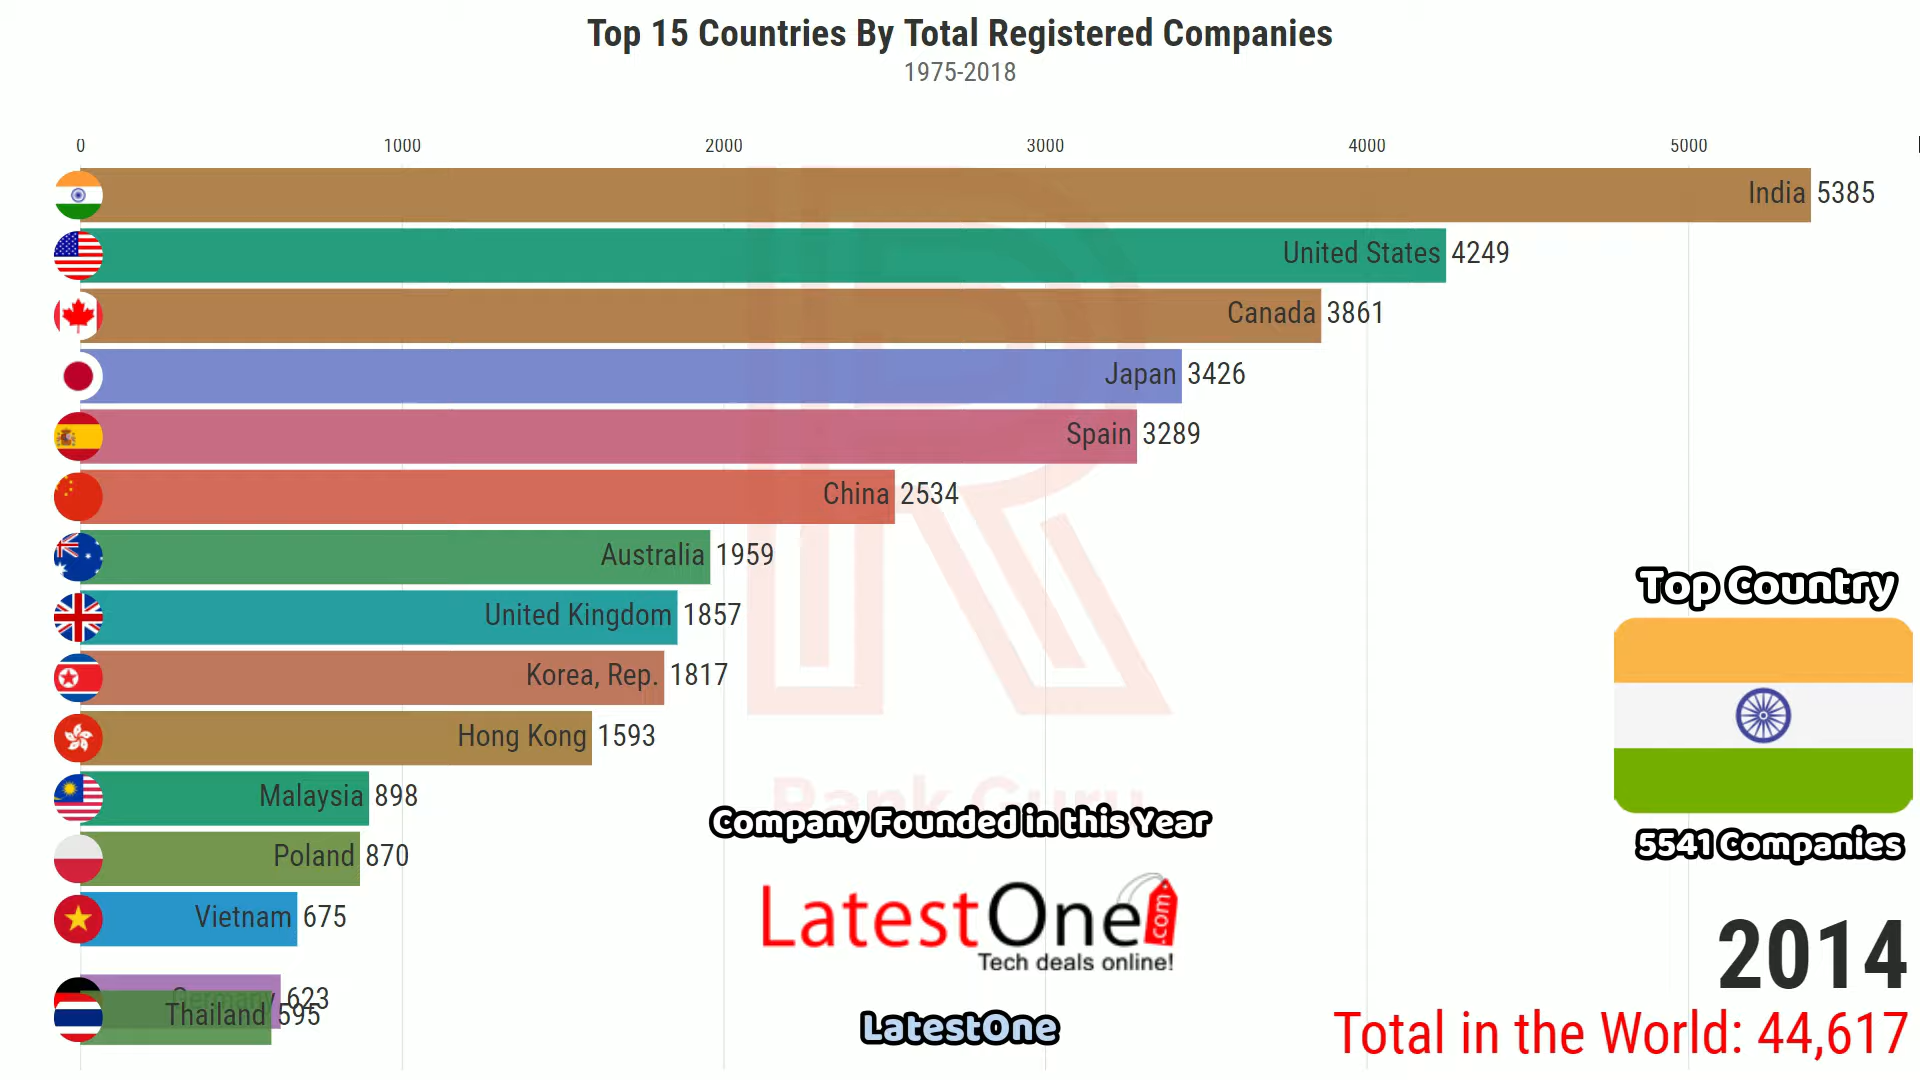 Top 15 Countries By Total Registered Companies
1975-2018
0 1000 2000 3000 4000 5000
India 5385
United States 4249
Canada 3861
Japan 3426
Spain 3289
China 2534
Australia 1959
United Kingdom 1857
Korea, Rep. 1817
Hong Kong 1593
Malaysia 898
Poland 870
Vietnam 675
Germany 623
Thailand 595
Rank Guru
Company Founded in this Year
LatestOne.com
Tech deals online!
LatestOne
Top Country
5541 Companies
2014
Total in the World: 44,617